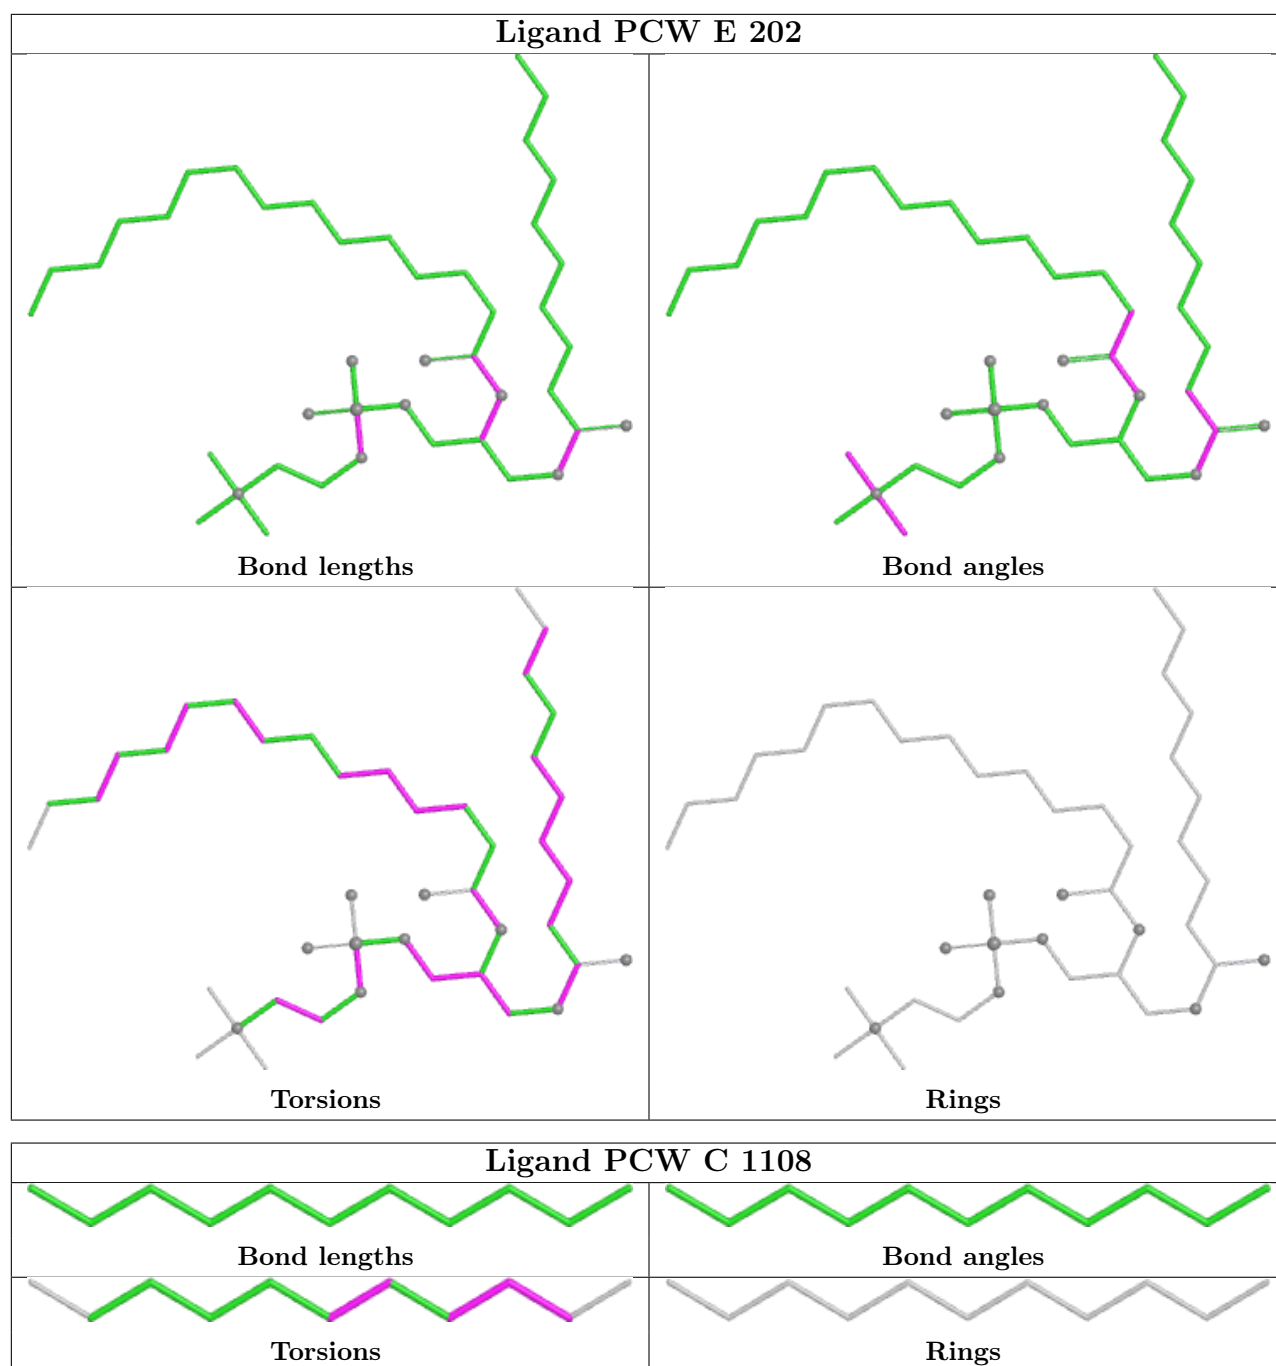 Ligand PCW E 202
Bond lengths
Bond angles
Torsions
Rings
Ligand PCW C 1108
Bond lengths
Bond angles
Torsions
Rings